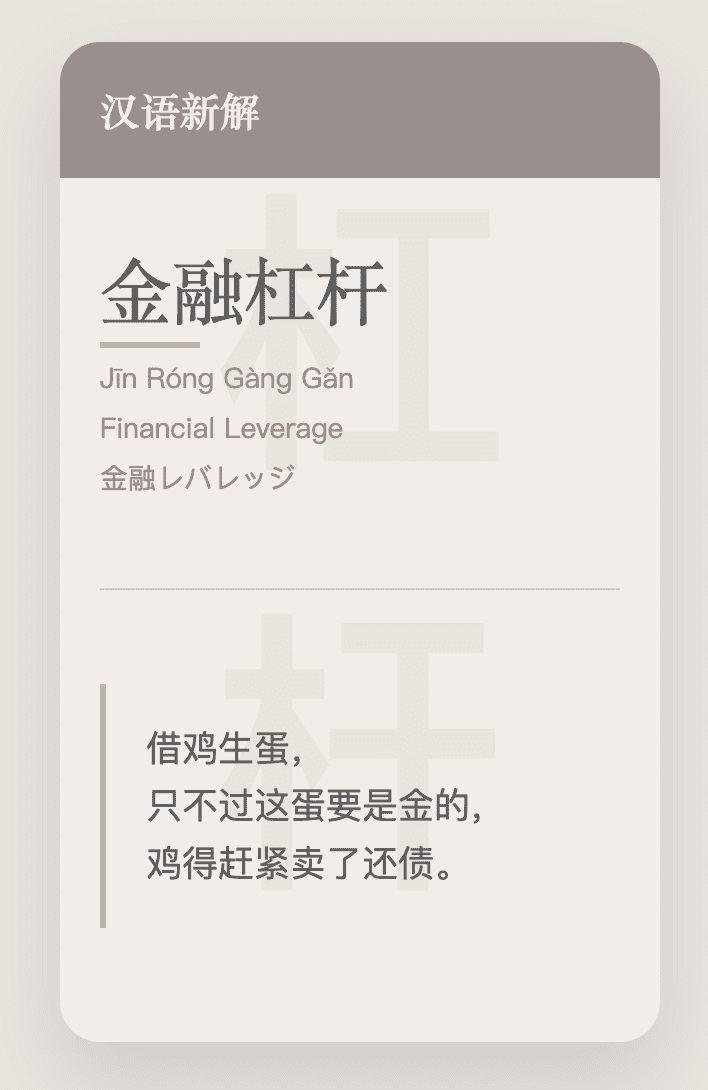 汉语新解
金融杠杆
Jīn Róng Gàng Gǎn
Financial Leverage
金融レバレッジ
杠
杆
借鸡生蛋,
只不过这蛋要是金的,
鸡得赶紧卖了还债。